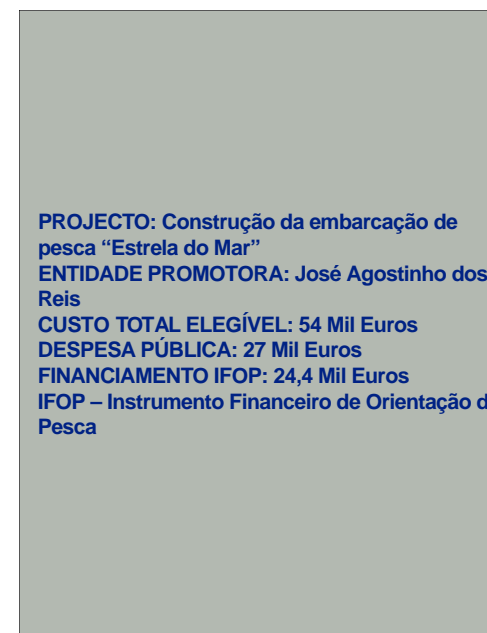 PROJECTO: Construção da embarcação de
pesca “Estrela do Mar”
ENTIDADE PROMOTORA: José Agostinho dos
Reis
CUSTO TOTAL ELEGÍVEL: 54 Mil Euros
DESPESA PÚBLICA: 27 Mil Euros
FINANCIAMENTO IFOP: 24,4 Mil Euros
IFOP – Instrumento Financeiro de Orientação
Pesca